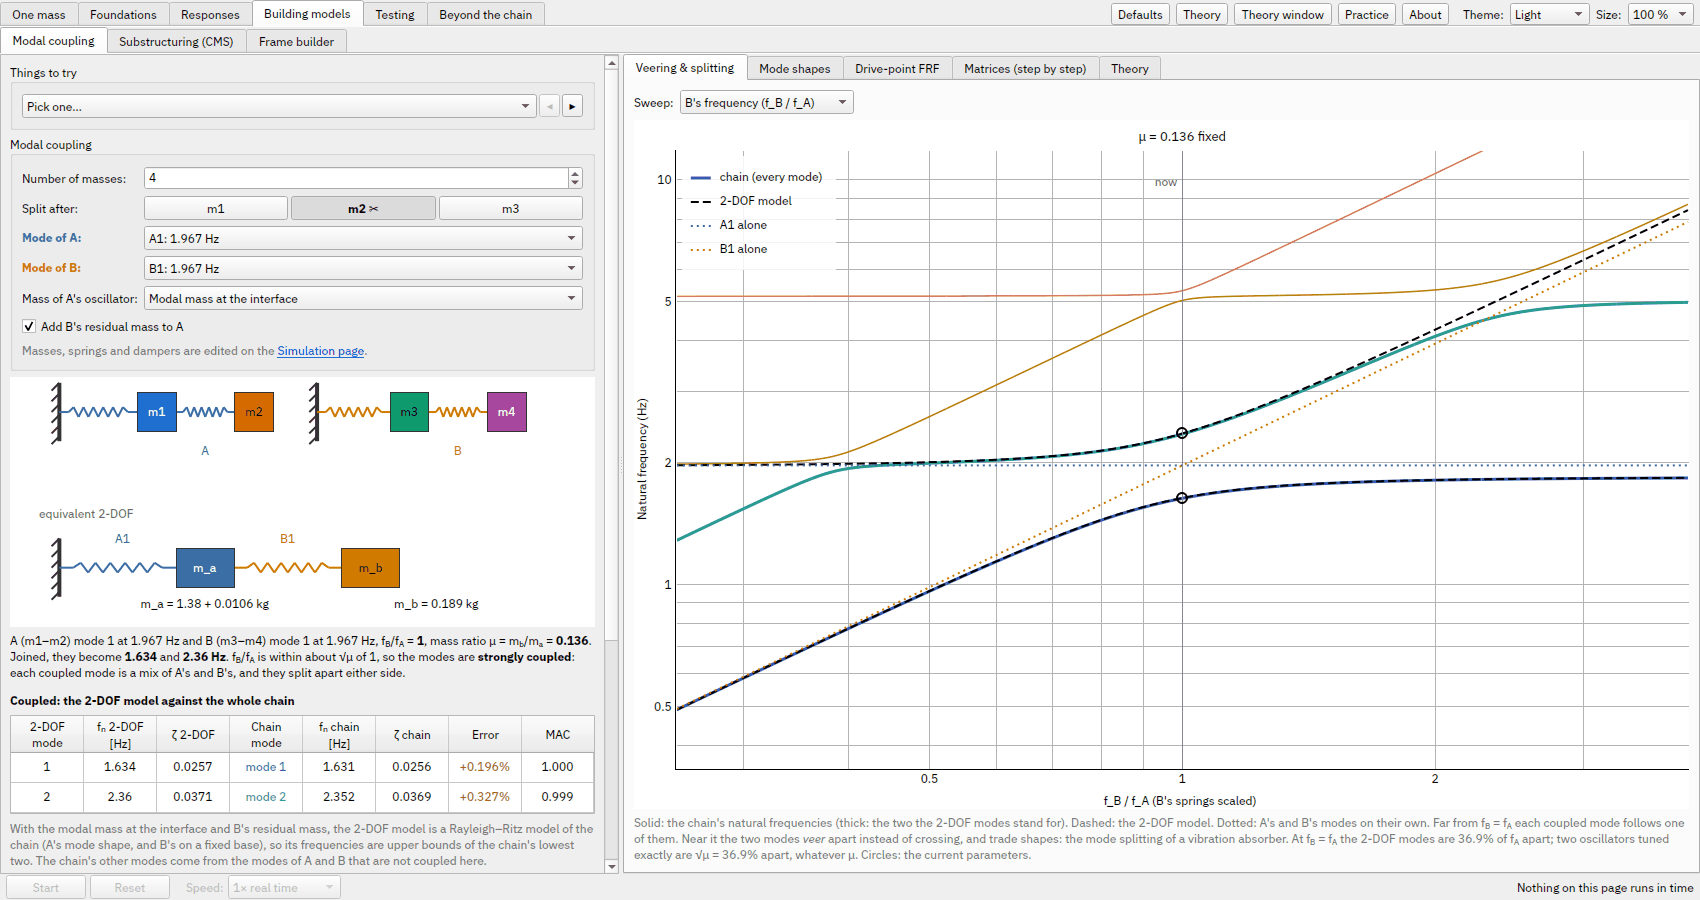 One mass Foundations Responses Building models Testing Beyond the chain Defaults Theory Theory window Practice About Theme: Light Size: 100 %
Modal coupling Substructuring (CMS) Frame builder
Things to try
Pick one...
Modal coupling
Number of masses: 4
Split after: m1 m2 ✂ m3
Mode of A: A1: 1.967 Hz
Mode of B: B1: 1.967 Hz
Mass of A's oscillator: Modal mass at the interface
Add B's residual mass to A
Masses, springs and dampers are edited on the Simulation page.
m1 m2 m3 m4
A B
equivalent 2-DOF
A1 B1
m_a m_b
m_a = 1.38 + 0.0106 kg m_b = 0.189 kg
A (m1–m2) mode 1 at 1.967 Hz and B (m3–m4) mode 1 at 1.967 Hz, fB/fA = 1, mass ratio μ = mb/ma = 0.136.
Joined, they become 1.634 and 2.36 Hz. fB/fA is within about √μ of 1, so the modes are strongly coupled:
each coupled mode is a mix of A's and B's, and they split apart either side.
Coupled: the 2-DOF model against the whole chain
2-DOF mode fn 2-DOF [Hz] ζ 2-DOF Chain mode fn chain [Hz] ζ chain Error MAC
1 1.634 0.0257 mode 1 1.631 0.0256 +0.196% 1.000
2 2.36 0.0371 mode 2 2.352 0.0369 +0.327% 0.999
With the modal mass at the interface and B's residual mass, the 2-DOF model is a Rayleigh–Ritz model of the
chain (A's mode shape, and B's on a fixed base), so its frequencies are upper bounds of the chain's lowest
two. The chain's other modes come from the modes of A and B that are not coupled here.
Veering & splitting Mode shapes Drive-point FRF Matrices (step by step) Theory
Sweep: B's frequency (f_B / f_A)
μ = 0.136 fixed
chain (every mode)
2-DOF model
A1 alone
B1 alone
now
10
5
2
1
0.5
Natural frequency (Hz)
0.5 1 2
f_B / f_A (B's springs scaled)
Solid: the chain's natural frequencies (thick: the two the 2-DOF modes stand for). Dashed: the 2-DOF model. Dotted: A's and B's modes on their own. Far from fB = fA each coupled mode follows one
of them. Near it the two modes veer apart instead of crossing, and trade shapes: the mode splitting of a vibration absorber. At fB = fA the 2-DOF modes are 36.9% of fA apart; two oscillators tuned
exactly are √μ = 36.9% apart, whatever μ. Circles: the current parameters.
Start Reset Speed: 1× real time Nothing on this page runs in time